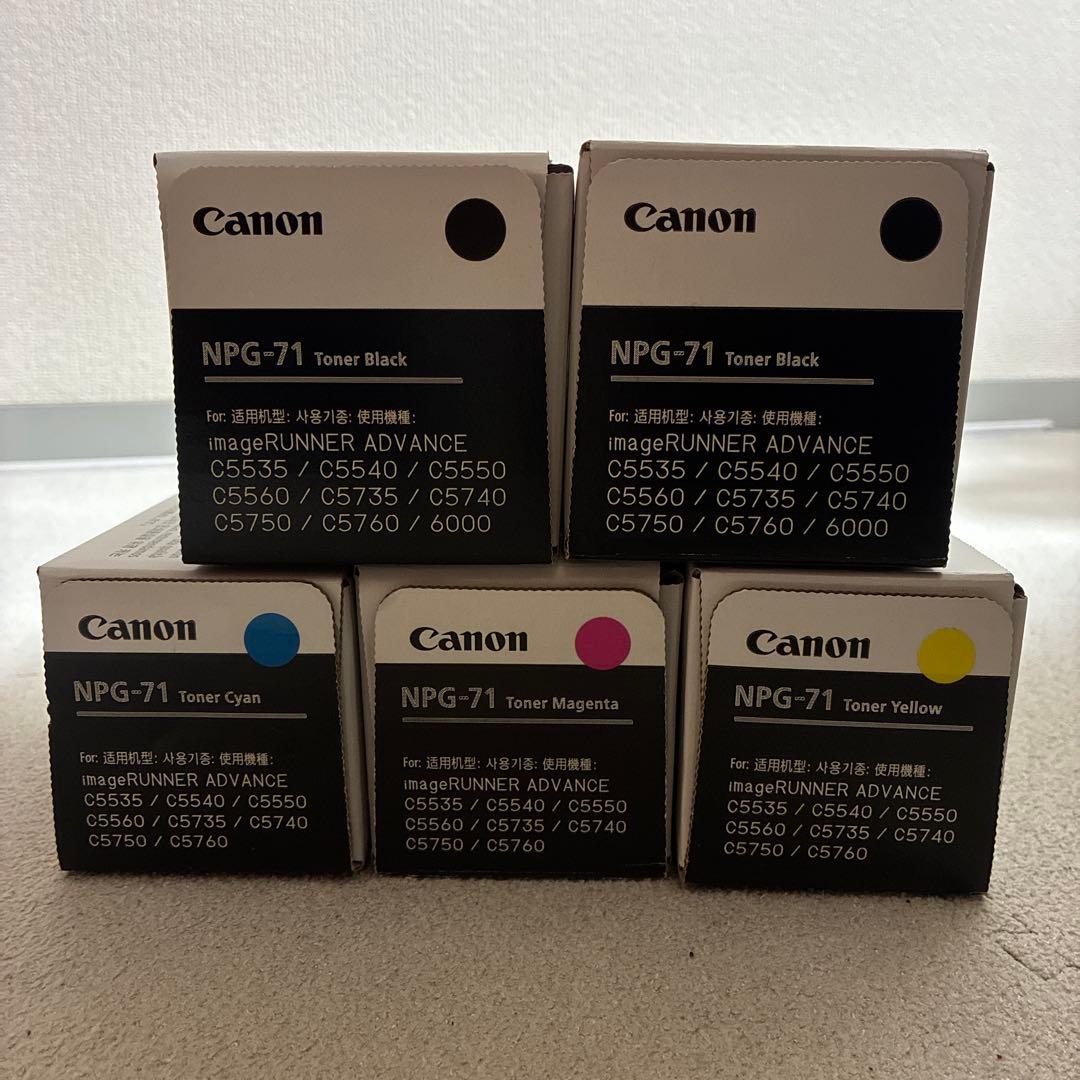 Canon
NPG-71 Toner Black
For: 适用机型: 사용기종: 使用機種:
imageRUNNER ADVANCE
C5535 / C5540 / C5550
C5560 / C5735 / C5740
C5750 / C5760 / 6000
Canon
NPG-71 Toner Black
For: 适用机型: 사용기종: 使用機種:
imageRUNNER ADVANCE
C5535 / C5540 / C5550
C5560 / C5735 / C5740
C5750 / C5760 / 6000
Canon
NPG-71 Toner Cyan
For: 适用机型: 사용기종: 使用機種:
imageRUNNER ADVANCE
C5535 / C5540 / C5550
C5560 / C5735 / C5740
C5750 / C5760
Canon
NPG-71 Toner Magenta
For: 适用机型: 사용기종: 使用機種:
imageRUNNER ADVANCE
C5535 / C5540 / C5550
C5560 / C5735 / C5740
C5750 / C5760
Canon
NPG-71 Toner Yellow
For: 适用机型: 사용기종: 使用機種:
imageRUNNER ADVANCE
C5535 / C5540 / C5550
C5560 / C5735 / C5740
C5750 / C5760